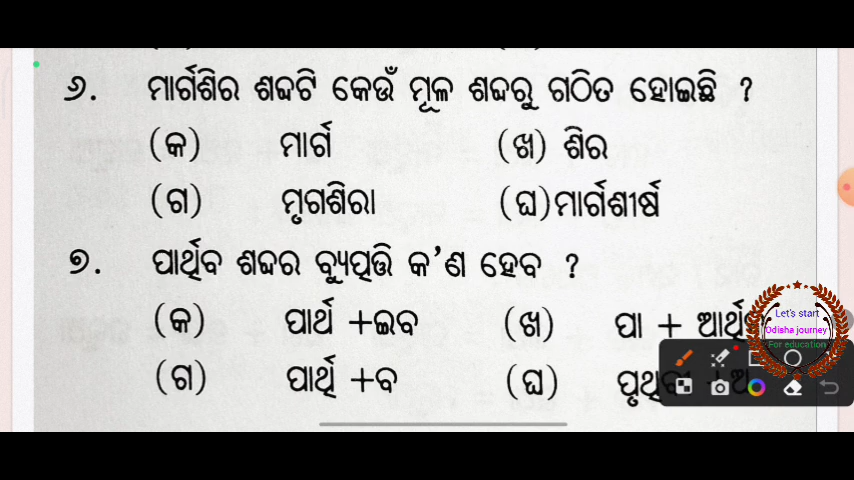 ୬. ମାର୍ଗଶିର ଶବ୍ଦଟି କେଉଁ ମୂଳ ଶବ୍ଦରୁ ଗଠିତ ହୋଇଛି ?
(କ) ମାର୍ଗ (ଖ) ଶିର
(ଗ) ମୃଗଶିରା (ଘ) ମାର୍ଗଶୀର୍ଷ
୭. ପାର୍ଥିବ ଶବ୍ଦର ବ୍ୟୁତ୍ପତ୍ତି କ'ଣ ହେବ ?
(କ) ପାର୍ଥ +ଇବ (ଖ) ପା +
(ଗ) ପାର୍ଥି +ବ (ଘ)
Let's start
Odisha journey
For education